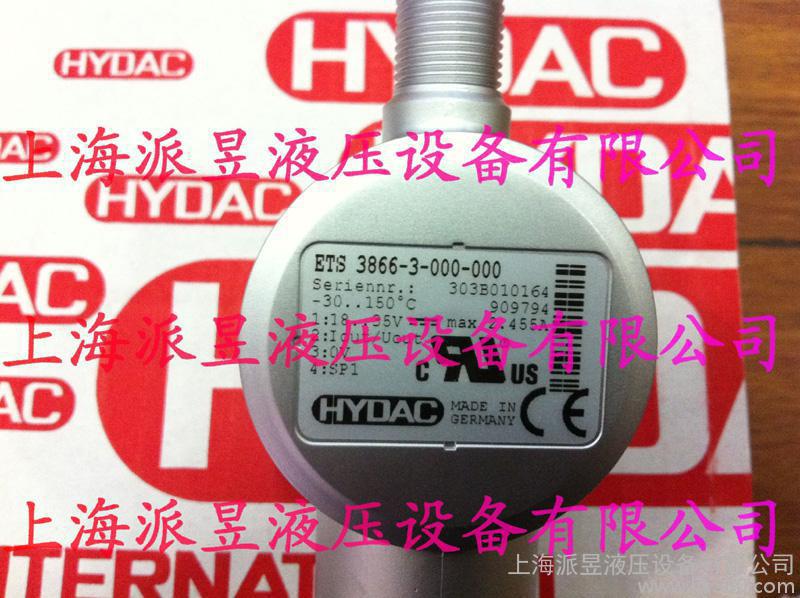 HYDAC
HYDAC
上海派昱液压设备有限公司
HYDAC
ETS 3866-3-000-000
Seriennr.: 303B010164
-30..150°C 909794
上海派昱液压设备有限公司
3:0V
4:SP1
C US
HYDAC MADE IN GERMANY CE
上海派昱液压设备有限公司
INTERNAT
上海派昱液压设备有限公司